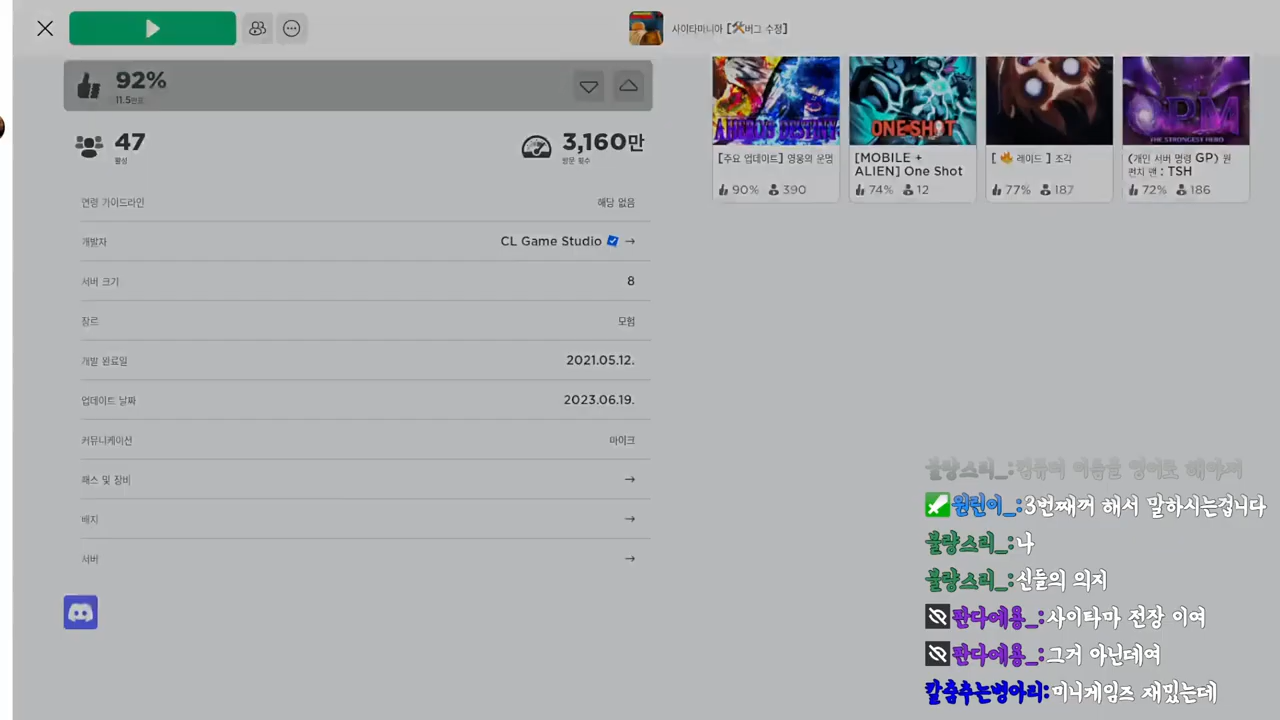 사이타마니아 [🛠버그 수정]
92%
11.5만표
47
활성
3,160만
방문 횟수
연령 가이드라인
해당 없음
개발자
CL Game Studio
서버 크기
8
장르
모험
개발 완료일
2021.05.12.
업데이트 날짜
2023.06.19.
커뮤니케이션
마이크
패스 및 장비
배지
서버
[주요 업데이트] 영웅의 운명
90% 390
ONE SHOT
[MOBILE +
ALIEN] One Shot
74% 12
[ 🔥 레이드 ] 조각
77% 187
THE STRONGEST HERO
(개인 서버 명령 GP) 원
펀치 맨 : TSH
72% 186
불량스리_:컴퓨터 이름을 영어로 해야지
원린이_:3번째꺼 해서 말하시는겁니다
불량스리_:나
불량스리_:신들의 의지
판다에용_:사이타마 전장 이여
판다에용_:그거 아닌데여
칼춤추는병아리:미니게임즈 재밌는데